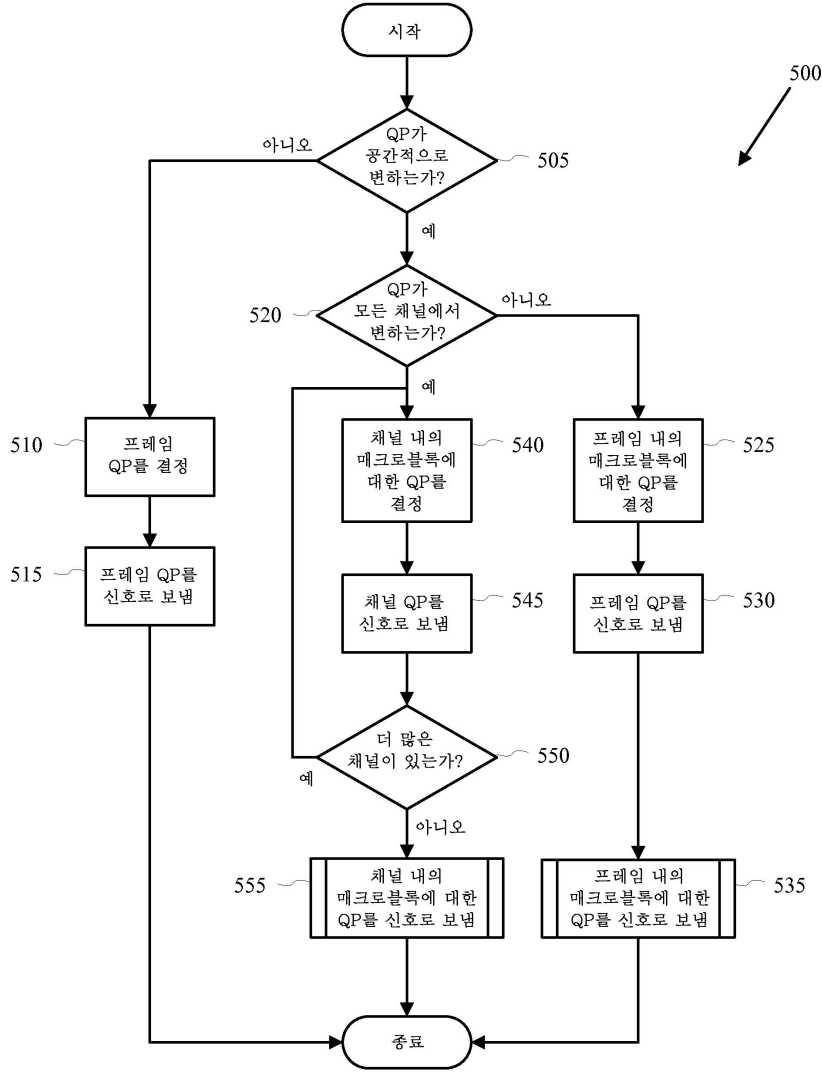 시작
500
QP가
공간적으로
변하는가?
505
아니오
예
QP가
모든 채널에서
변하는가?
520
아니오
예
510
프레임
QP를 결정
채널 내의
매크로블록에
대한 QP를
결정
540
프레임 내의
매크로블록에
대한 QP를
결정
525
515
프레임 QP를
신호로 보냄
채널 QP를
신호로 보냄
545
프레임 QP를
신호로 보냄
530
더 많은
채널이 있는가?
550
예
아니오
555
채널 내의
매크로블록에 대한
QP를 신호로 보냄
프레임 내의
매크로블록에 대한
QP를 신호로 보냄
535
종료